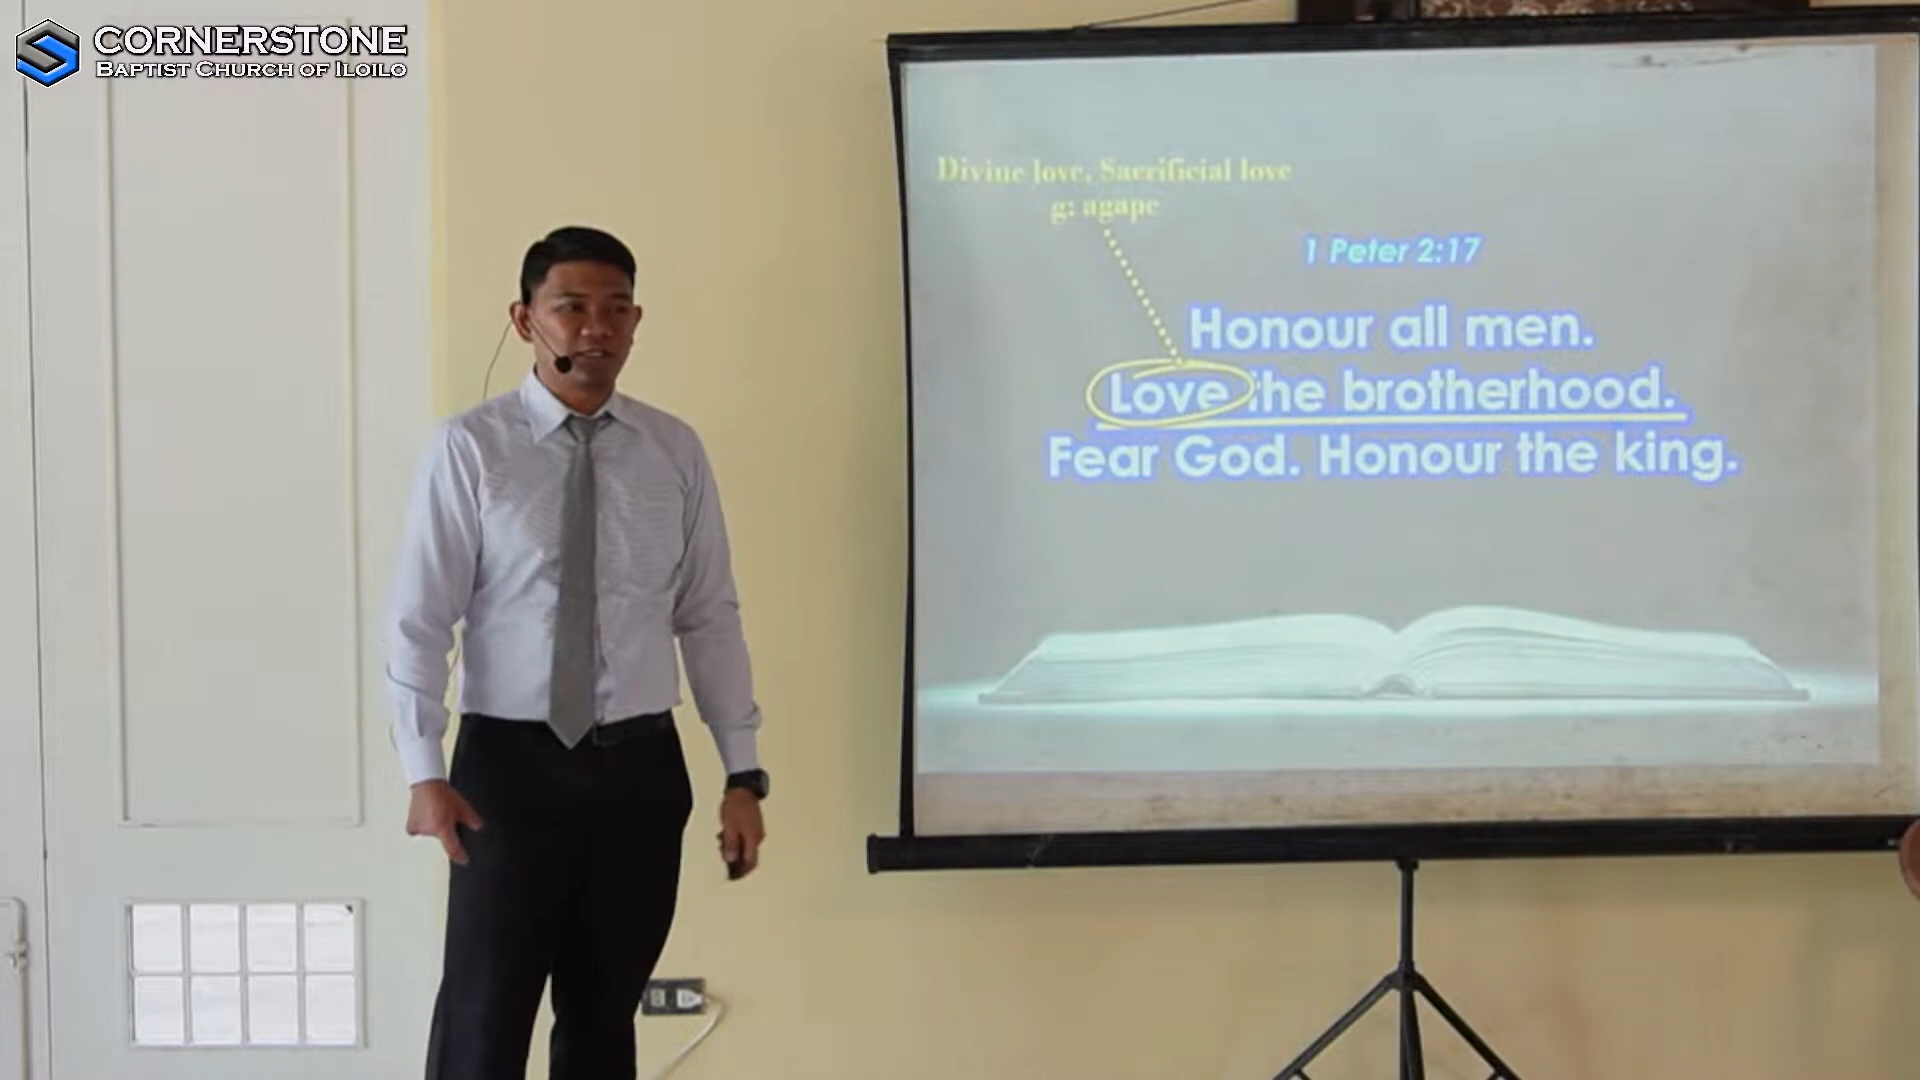 CORNERSTONE
BAPTIST CHURCH OF ILOILO
Divine love, Sacrificial love
g: agape
1 Peter 2:17
Honour all men.
Love the brotherhood.
Fear God. Honour the king.